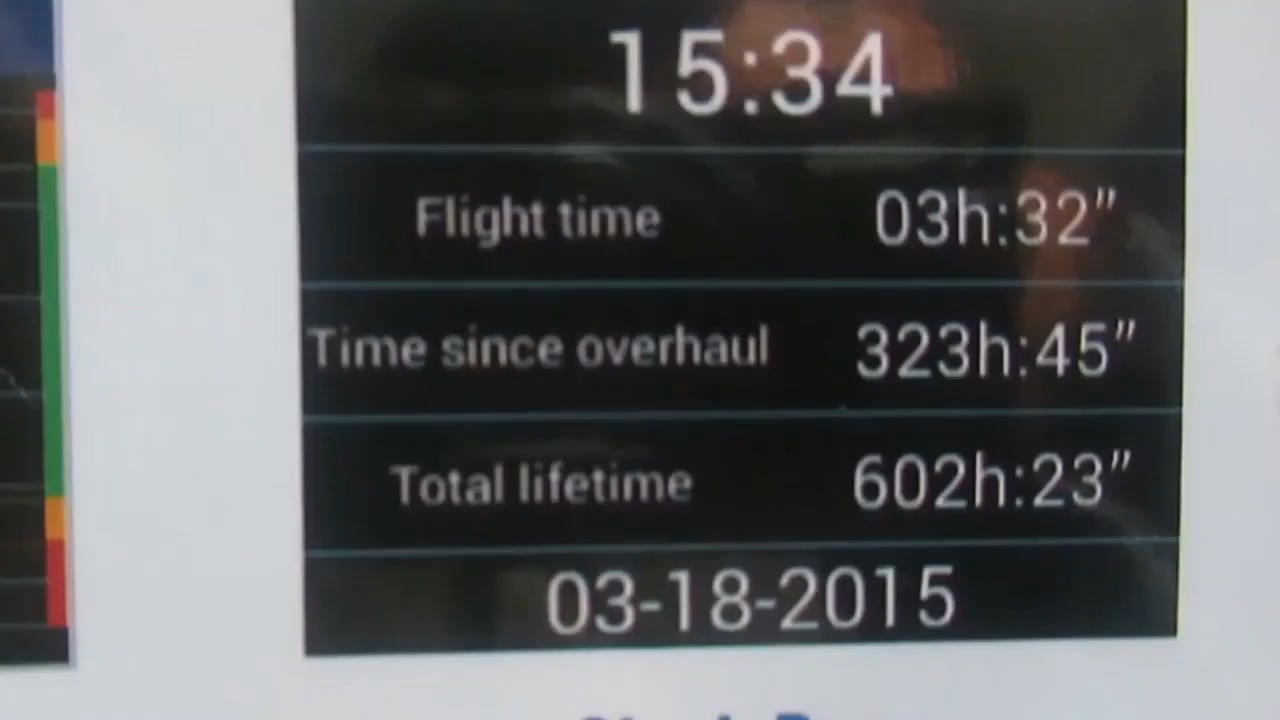 15:34
Flight time 03h:32"
Time since overhaul 323h:45"
Total lifetime 602h:23"
03-18-2015